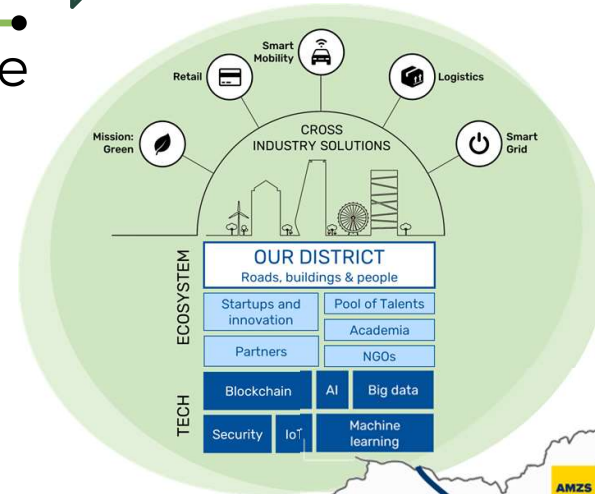 e
Smart
Mobility
Retail
Logistics
Mission:
Green
CROSS
INDUSTRY SOLUTIONS
Smart
Grid
ECOSYSTEM
OUR DISTRICT
Roads, buildings & people
Startups and
innovation
Pool of Talents
Academia
Partners
NGOs
TECH
Blockchain
AI
Big data
Security
IoT
Machine
learning
AMZS